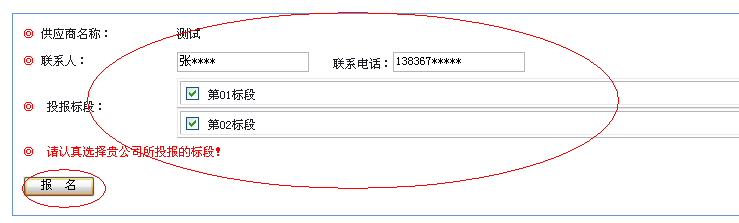 供应商名称： 测试
联系人： 张**** 联系电话：138367*****
投报标段： 第01标段
第02标段
请认真选择贵公司所投报的标段！
报 名